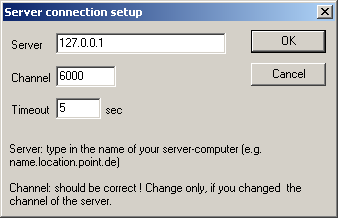 Server connection setup
Server 127.0.0.1 OK
Channel 6000 Cancel
Timeout 5 sec
Server: type in the name of your server-computer (e.g.
name.location.point.de)
Channel: should be correct ! Change only, if you changed the
channel of the server.